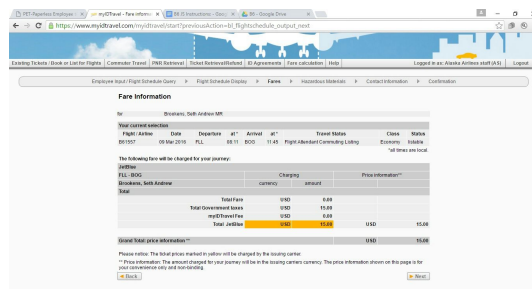 PET-Paperless Employee
myIDTravel - Fare inform
B6 IS Instructions - Goo
B6 - Google Drive
https://www.myidtravel.com/myidtravel/start?previousAction=bl_flightschedule_output_next
Existing Tickets / Book or List for Flights Commuter Travel PNR Retrieval Ticket Retrieval/Refund ID Agreements Fare calculation Help Logged in as: Alaska Airlines staff (AS) Logout
Employee Input / Flight Schedule Query Flight Schedule Display Fares Hazardous Materials Contact Information Confirmation
Fare Information
for Brookens, Seth Andrew MR
Your current selection
Flight / Airline Date Departure at * Arrival at * Travel Status Class Status
B61557 09 Mar 2016 FLL 08:11 BOG 11:45 Flight Attendant Commuting Listing Economy listable
*all times are local.
The following fare will be charged for your journey:
JetBlue
FLL - BOG Charging Price information**
Brookens, Seth Andrew currency amount
Total
Total Fare USD 0.00
Total Government taxes USD 15.00
myIDTravel Fee USD 0.00
Total JetBlue USD 15.00 USD 15.00
Grand Total: price information ** USD 15.00
Please notice: The ticket prices marked in yellow will be charged by the issuing carrier.
** Price information: The amount charged for your journey will be in the issuing carriers currency. The price information shown on this page is for
your convenience only and non-binding.
Back Next